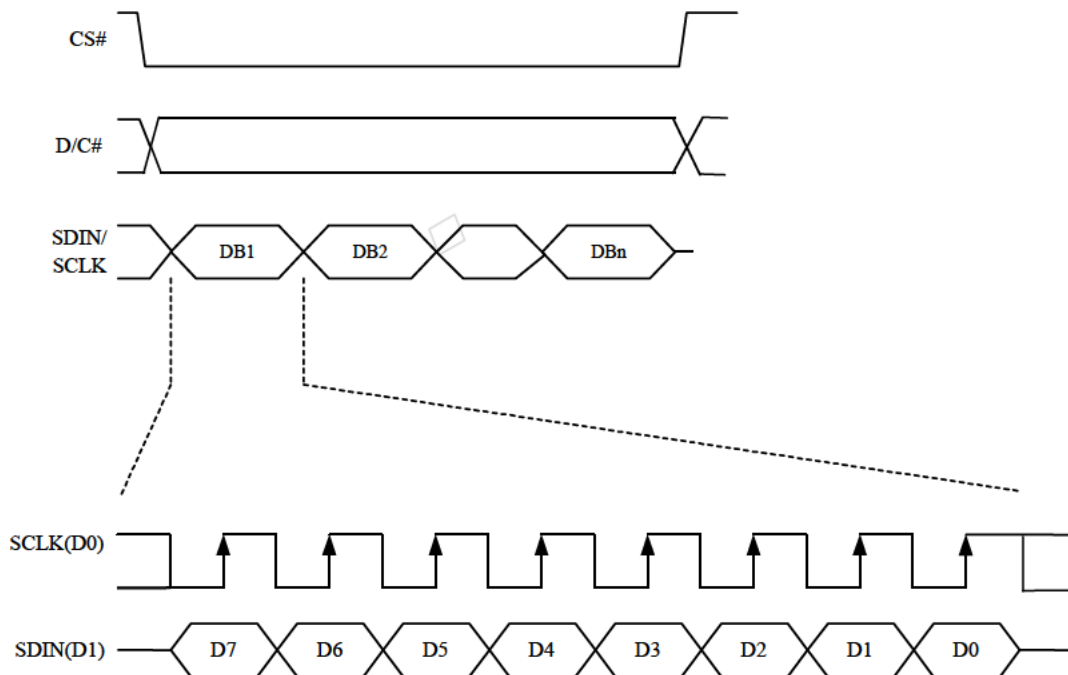 CS#
D/C#
SDIN/
SCLK
DB1 DB2 DBn
SCLK(D0)
SDIN(D1) D7 D6 D5 D4 D3 D2 D1 D0